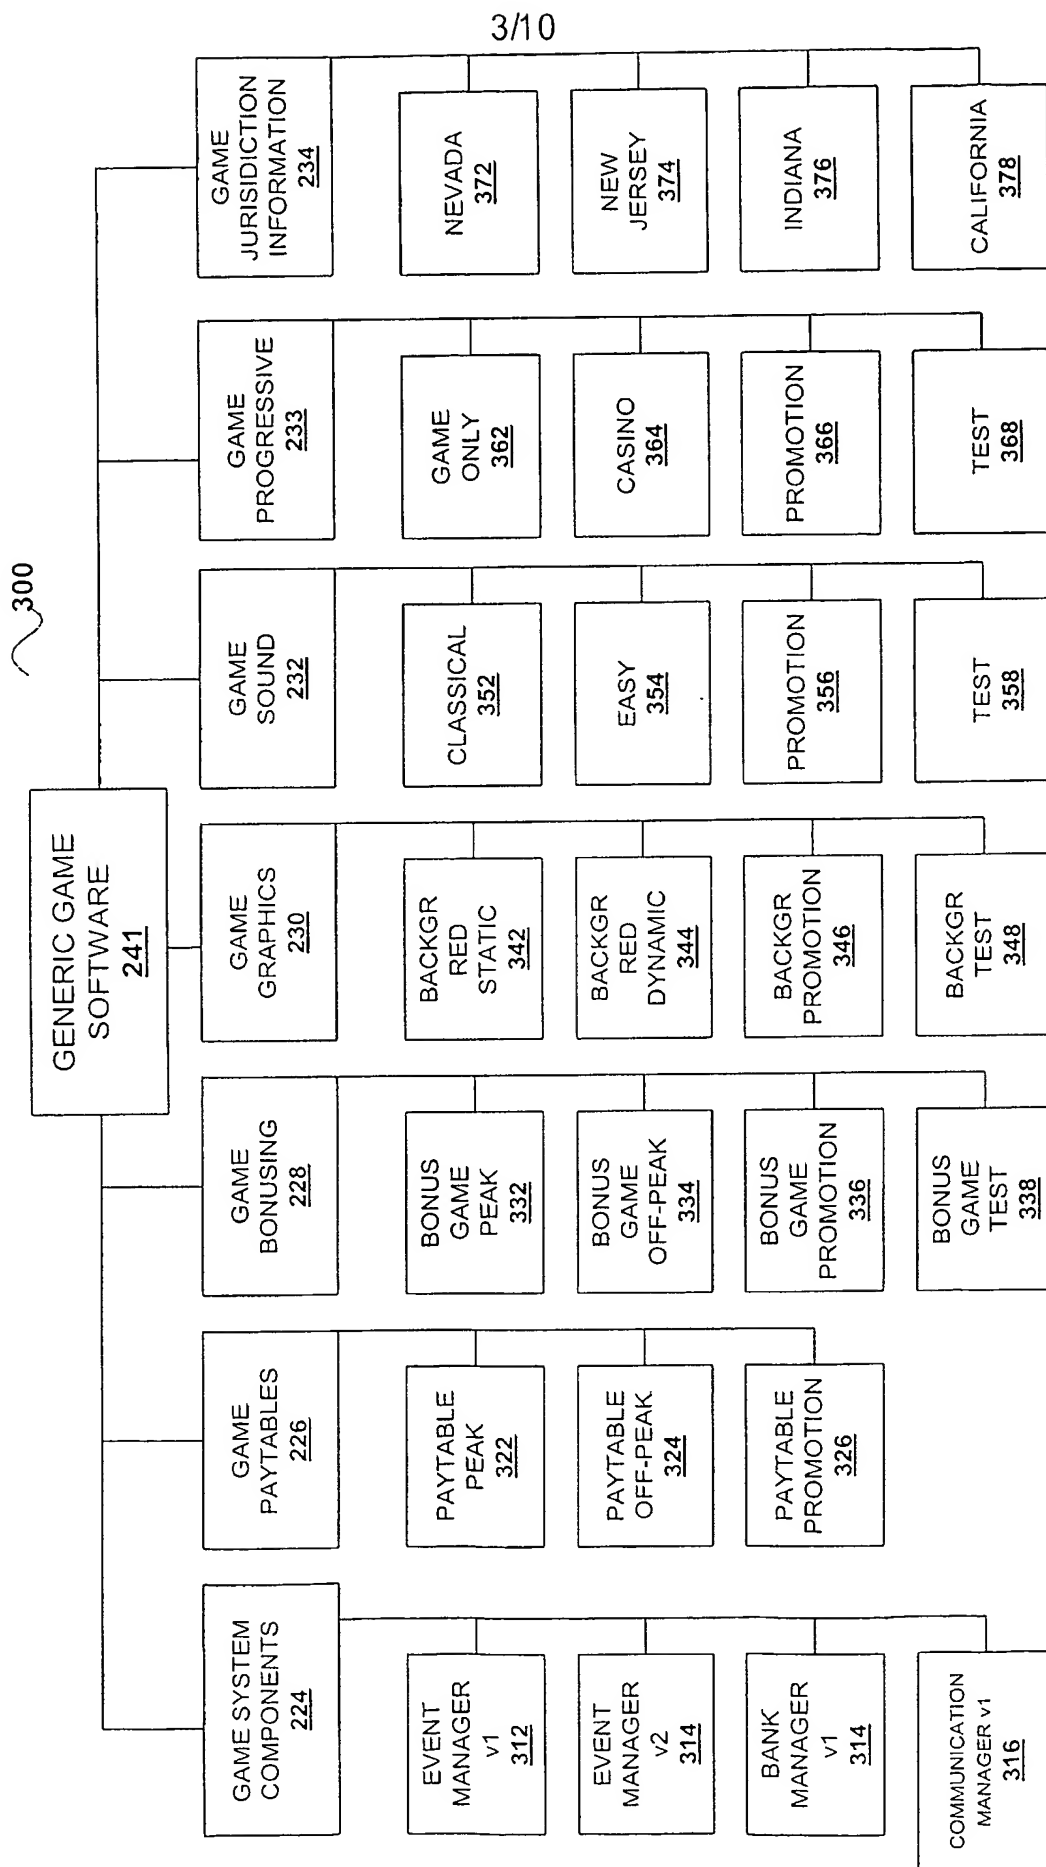 3/10
300
GENERIC GAME
SOFTWARE
241
GAME SYSTEM
COMPONENTS
224
EVENT
MANAGER
v1
312
EVENT
MANAGER
v2
314
BANK
MANAGER
v1
314
COMMUNICATION
MANAGER v1
316
GAME
PAYTABLES
226
PAYTABLE
PEAK
322
PAYTABLE
OFF-PEAK
324
PAYTABLE
PROMOTION
326
GAME
BONUSING
228
BONUS
GAME
PEAK
332
BONUS
GAME
OFF-PEAK
334
BONUS
GAME
PROMOTION
336
BONUS
GAME
TEST
338
GAME
GRAPHICS
230
BACKGR
RED
STATIC
342
BACKGR
RED
DYNAMIC
344
BACKGR
PROMOTION
346
BACKGR
TEST
348
GAME
SOUND
232
CLASSICAL
352
EASY
354
PROMOTION
356
TEST
358
GAME
PROGRESSIVE
233
GAME
ONLY
362
CASINO
364
PROMOTION
366
TEST
368
GAME
JURISIDICTION
INFORMATION
234
NEVADA
372
NEW
JERSEY
374
INDIANA
376
CALIFORNIA
378